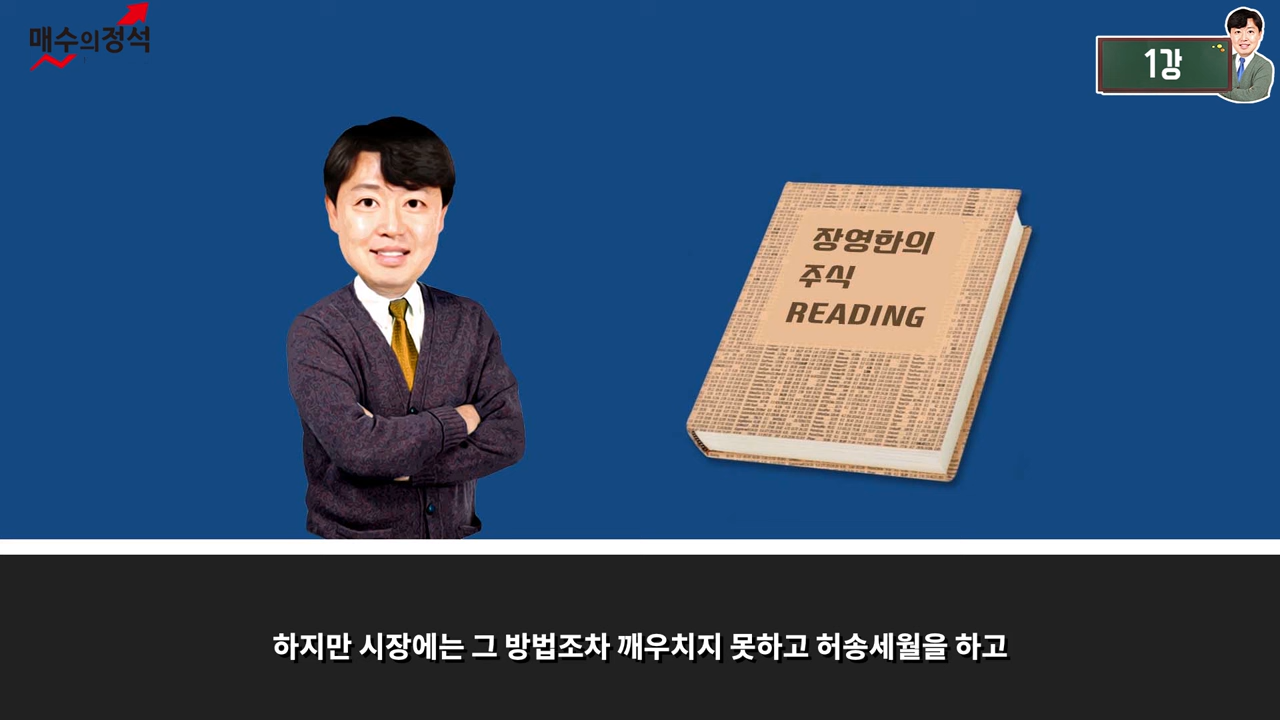 매수의정석
1강
장영한의
주식
READING
하지만 시장에는 그 방법조차 깨우치지 못하고 허송세월을 하고